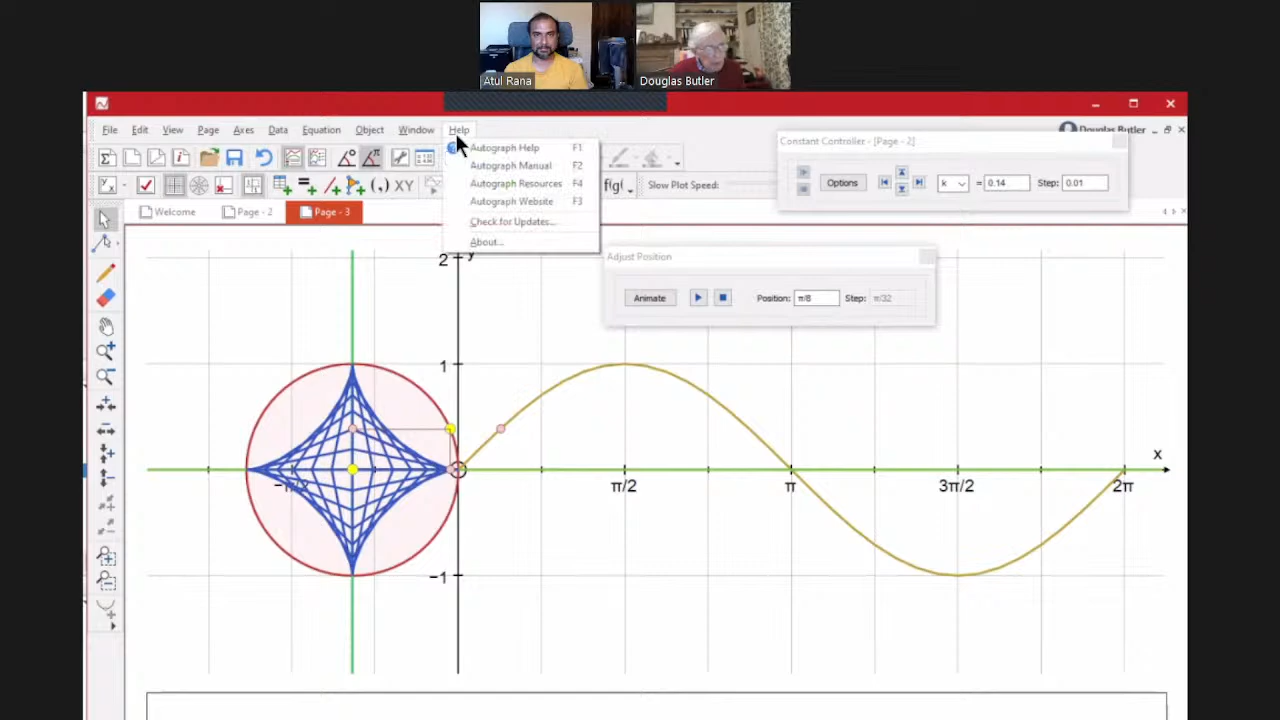 Atul Rana
Douglas Butler
Douglas Butler
File Edit View Page Axes Data Equation Object Window Help
Constant Controller - [Page - 2]
Autograph Help F1
Autograph Manual F2
Autograph Resources F4
Autograph Website F3
Check for Updates...
About...
Options
k = 0.14 Step: 0.01
XY
Slow Plot Speed:
Welcome
Page - 2
Page - 3
Adjust Position
Animate
Position: π/8 Step: π/32
2 y
1
x
π/2 π 3π/2 2π
−1